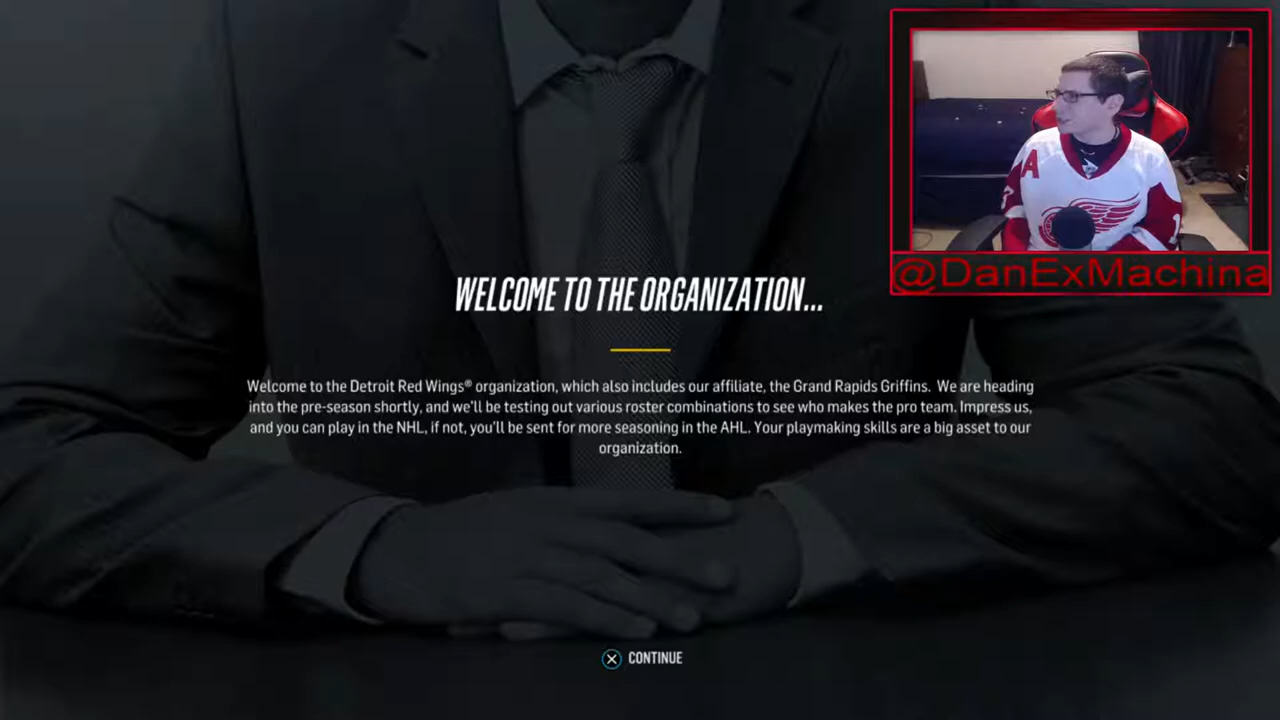 @DanExMachina
WELCOME TO THE ORGANIZATION...
Welcome to the Detroit Red Wings® organization, which also includes our affiliate, the Grand Rapids Griffins. We are heading
into the pre-season shortly, and we'll be testing out various roster combinations to see who makes the pro team. Impress us,
and you can play in the NHL, if not, you'll be sent for more seasoning in the AHL. Your playmaking skills are a big asset to our
organization.
CONTINUE
A
1